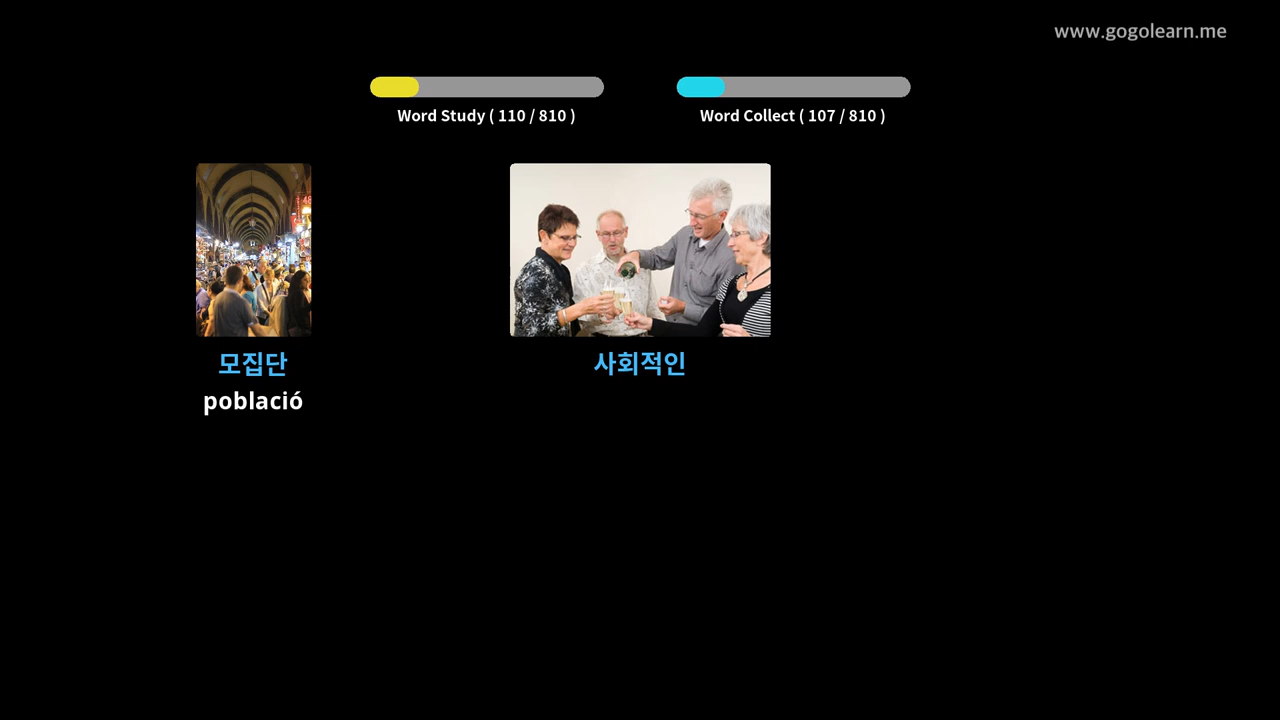 www.gogolearn.me
Word Study ( 110 / 810 )
Word Collect ( 107 / 810 )
모집단
població
사회적인